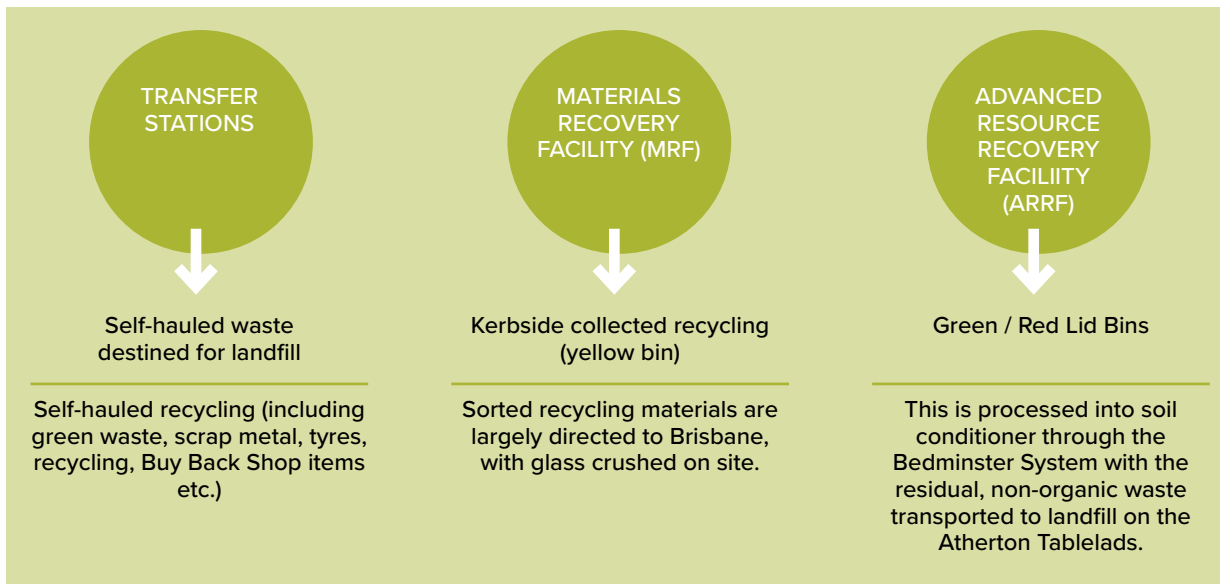 TRANSFER
STATIONS
Self-hauled waste
destined for landfill
Self-hauled recycling (including
green waste, scrap metal, tyres,
recycling, Buy Back Shop items
etc.)
MATERIALS
RECOVERY
FACILITY (MRF)
Kerbside collected recycling
(yellow bin)
Sorted recycling materials are
largely directed to Brisbane,
with glass crushed on site.
ADVANCED
RESOURCE
RECOVERY
FACILIITY
(ARRF)
Green / Red Lid Bins
This is processed into soil
conditioner through the
Bedminster System with the
residual, non-organic waste
transported to landfill on the
Atherton Tablelads.